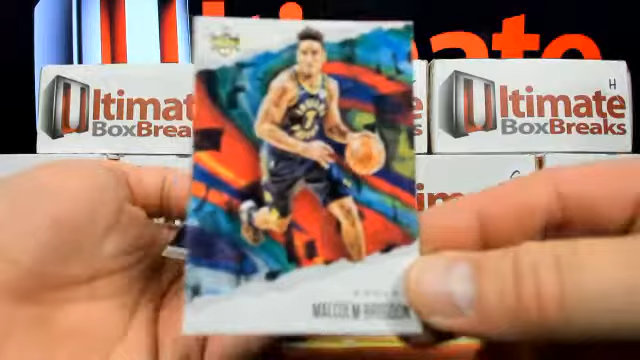 Ultimate
Ultimate
BoxBreaks
Ultimate
BoxBreaks
H
MALCOLM BROGDON